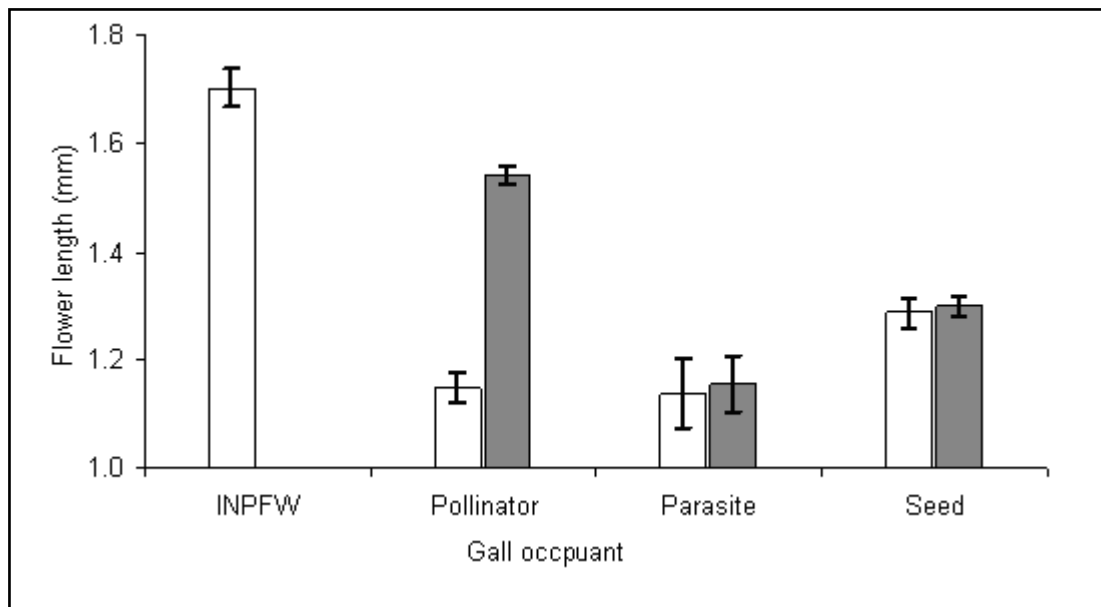 1.8
1.6
1.4
1.2
1.0
Flower length (mm)
INPFW Pollinator Parasite Seed
Gall occpuant